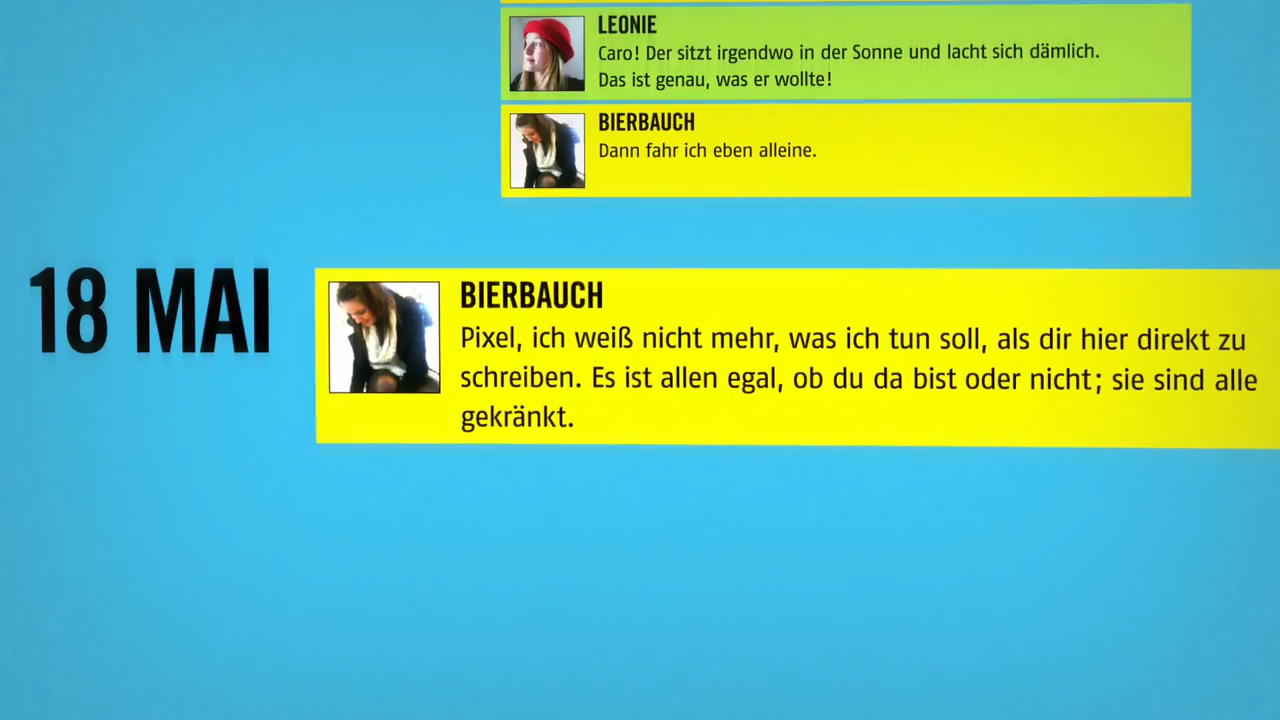 LEONIE
Caro! Der sitzt irgendwo in der Sonne und lacht sich dämlich.
Das ist genau, was er wollte!
BIERBAUCH
Dann fahr ich eben alleine.
18 MAI
BIERBAUCH
Pixel, ich weiß nicht mehr, was ich tun soll, als dir hier direkt zu
schreiben. Es ist allen egal, ob du da bist oder nicht; sie sind alle
gekränkt.